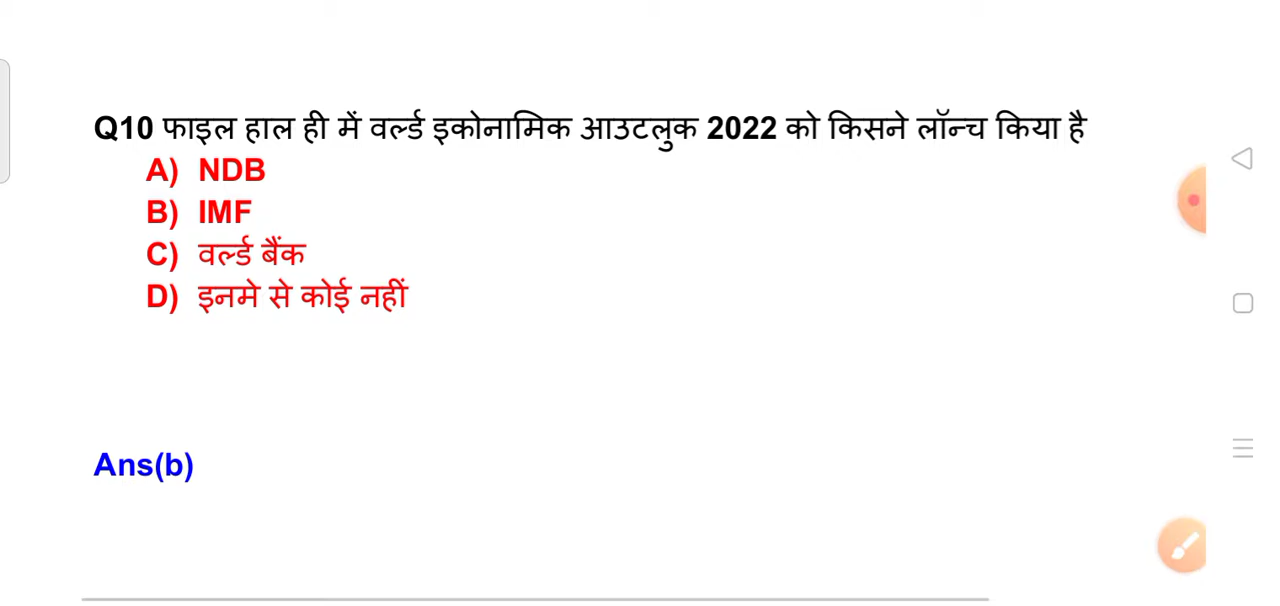 Q10 फाइल हाल ही में वर्ल्ड इकोनामिक आउटलुक 2022 को किसने लॉन्च किया है
A) NDB
B) IMF
C) वर्ल्ड बैंक
D) इनमे से कोई नहीं
Ans(b)